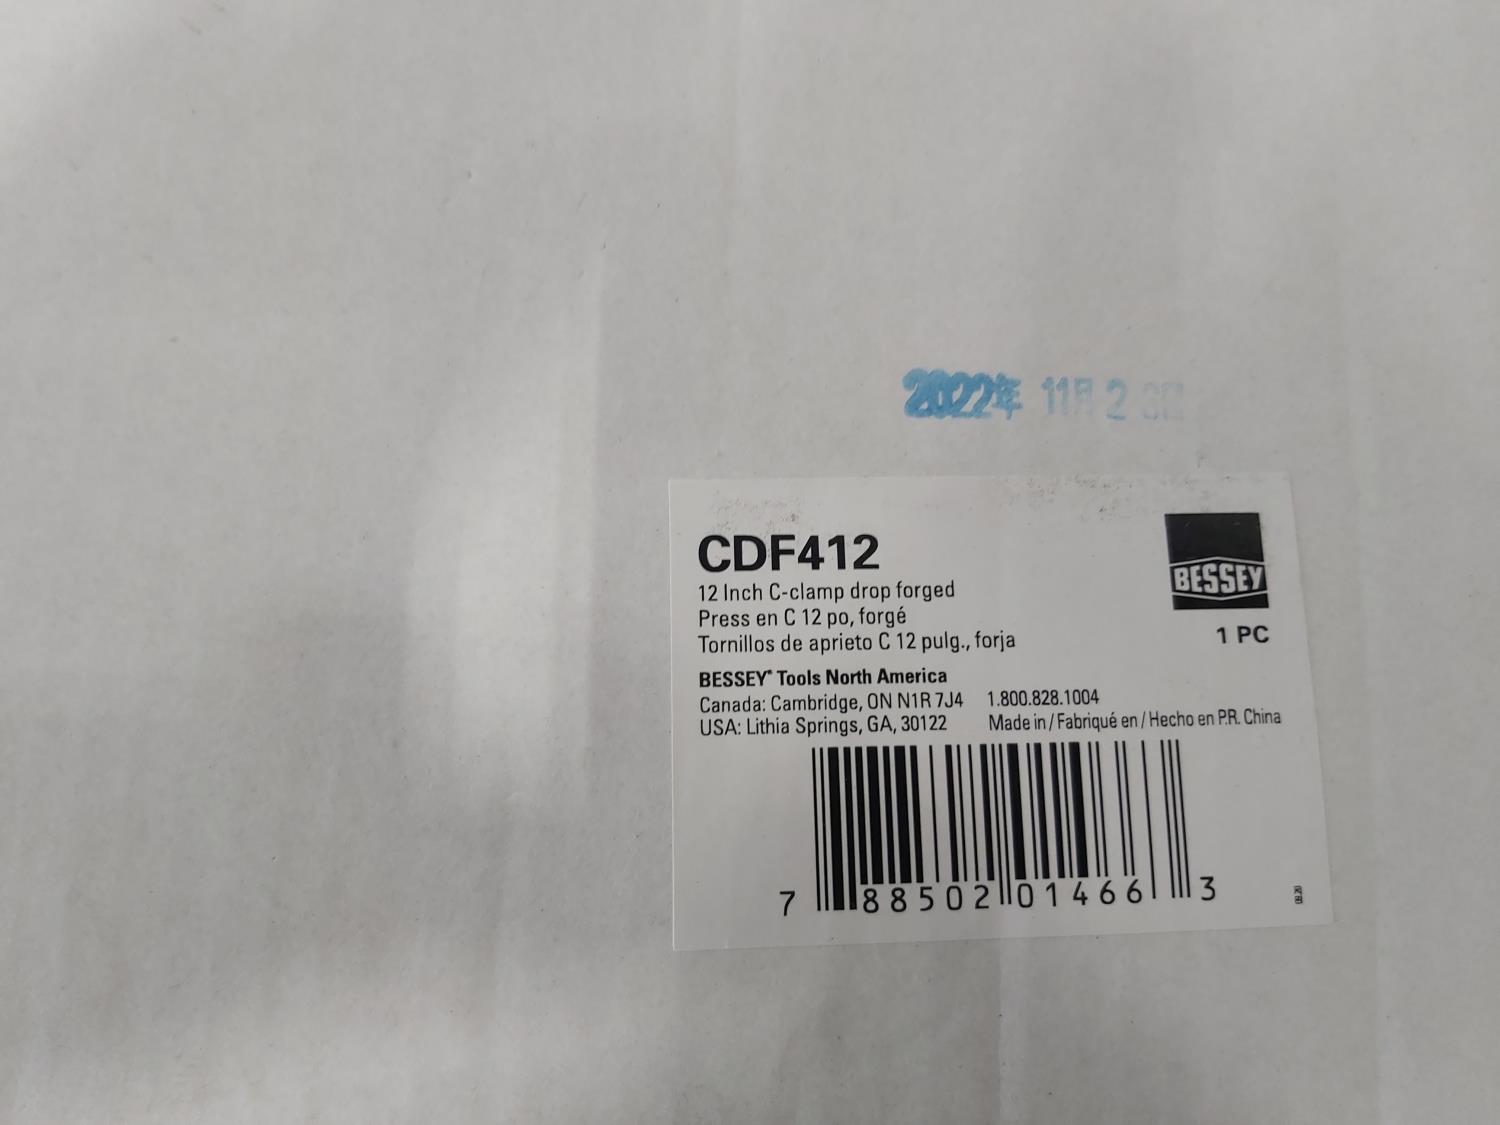 2022年 11月 2
CDF412
12 Inch C-clamp drop forged
Press en C 12 po, forgé
Tornillos de aprieto C 12 pulg., forja
BESSEY
1 PC
BESSEY® Tools North America
Canada: Cambridge, ON N1R 7J4 1.800.828.1004
USA: Lithia Springs, GA, 30122 Made in / Fabriqué en / Hecho en P.R. China
7 88502 01466 3